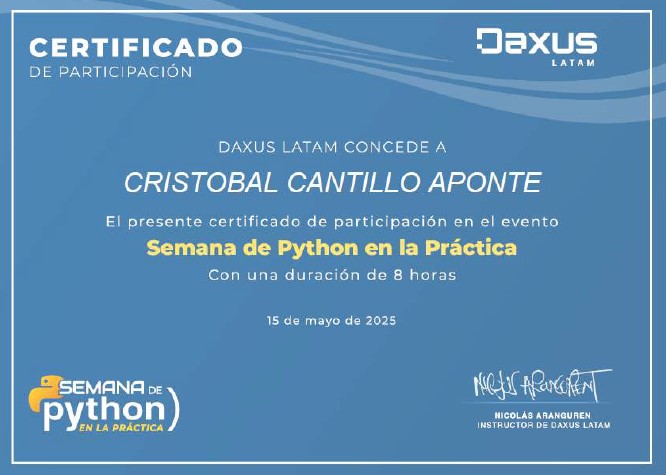 CERTIFICADO
DE PARTICIPACIÓN
Daxus
LATAM
DAXUS LATAM CONCEDE A
CRISTOBAL CANTILLO APONTE
El presente certificado de participación en el evento
Semana de Python en la Práctica
Con una duración de 8 horas
15 de mayo de 2025
SEMANA DE
python)
EN LA PRÁCTICA
NICOLÁS ARANGUREN
INSTRUCTOR DE DAXUS LATAM